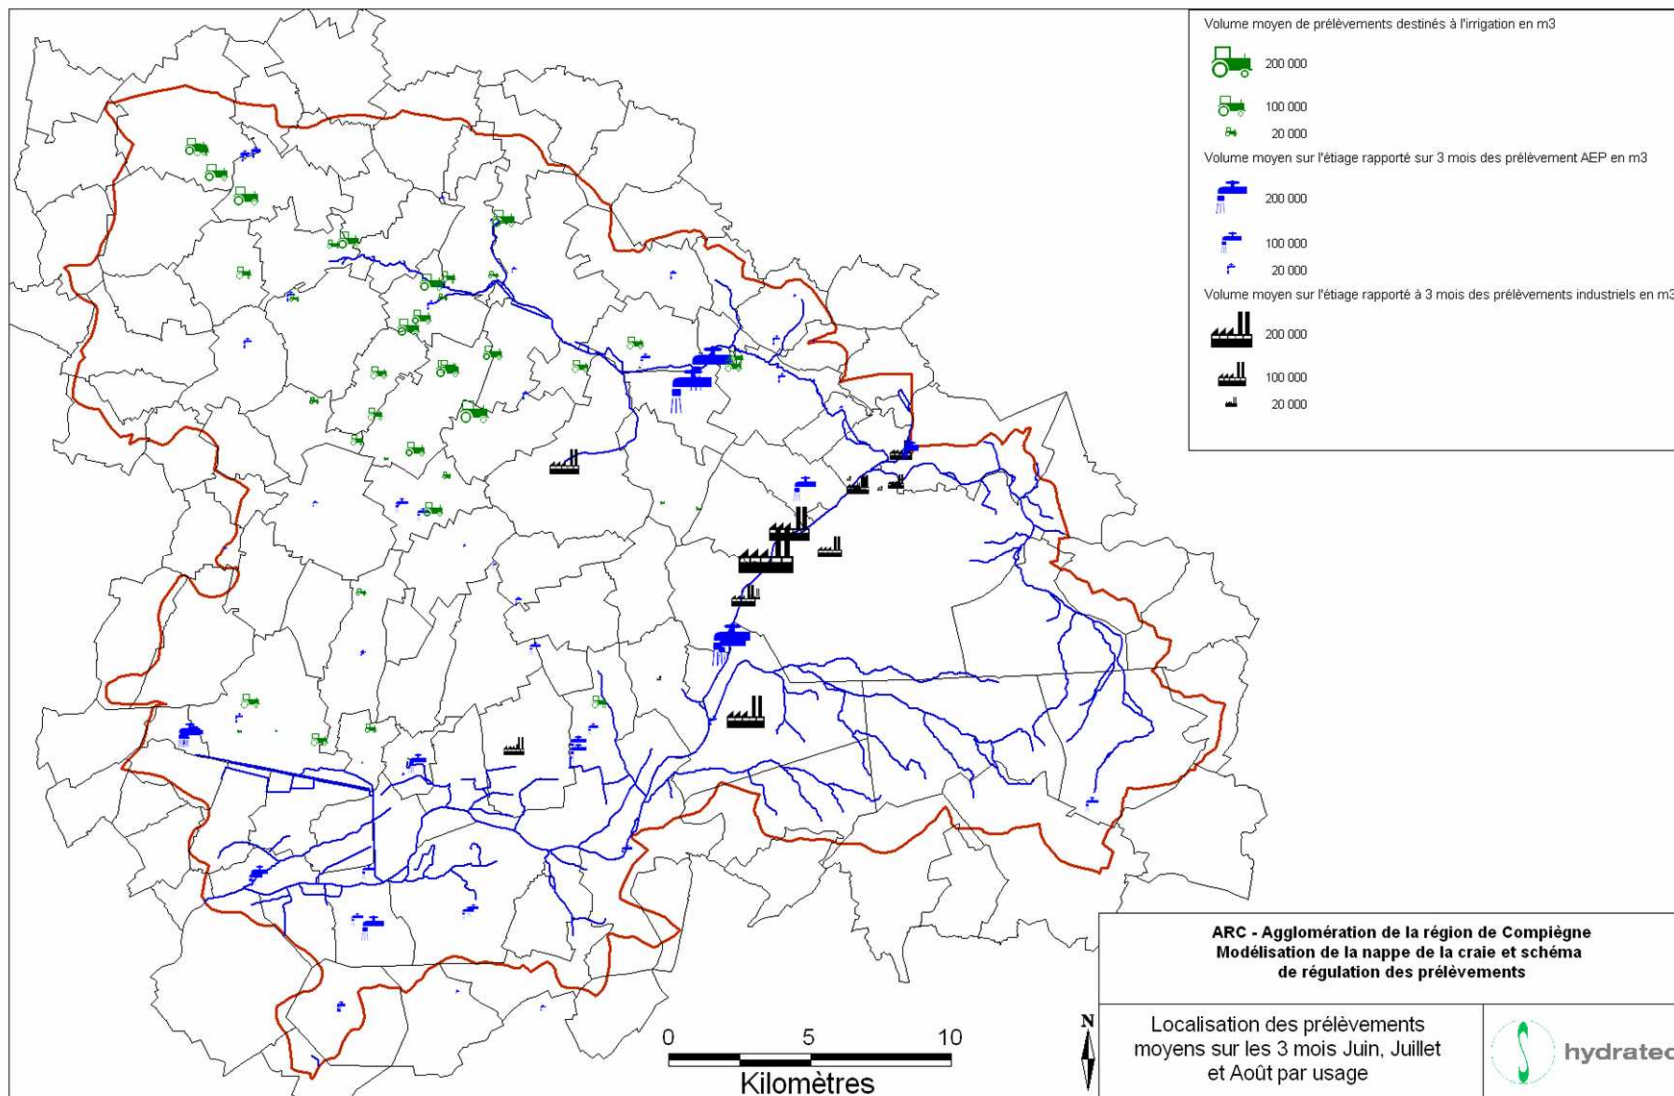 Volume moyen de prélèvements destinés à l'irrigation en m3
200 000
100 000
20 000
Volume moyen sur l'étiage rapporté sur 3 mois des prélèvement AEP en m3
200 000
100 000
20 000
Volume moyen sur l'étiage rapporté à 3 mois des prélèvements industriels en m3
200 000
100 000
20 000
ARC - Agglomération de la région de Compiègne
Modélisation de la nappe de la craie et schéma
de régulation des prélèvements
0 5 10
Kilomètres
N
Localisation des prélèvements
moyens sur les 3 mois Juin, Juillet
et Août par usage
hydratec